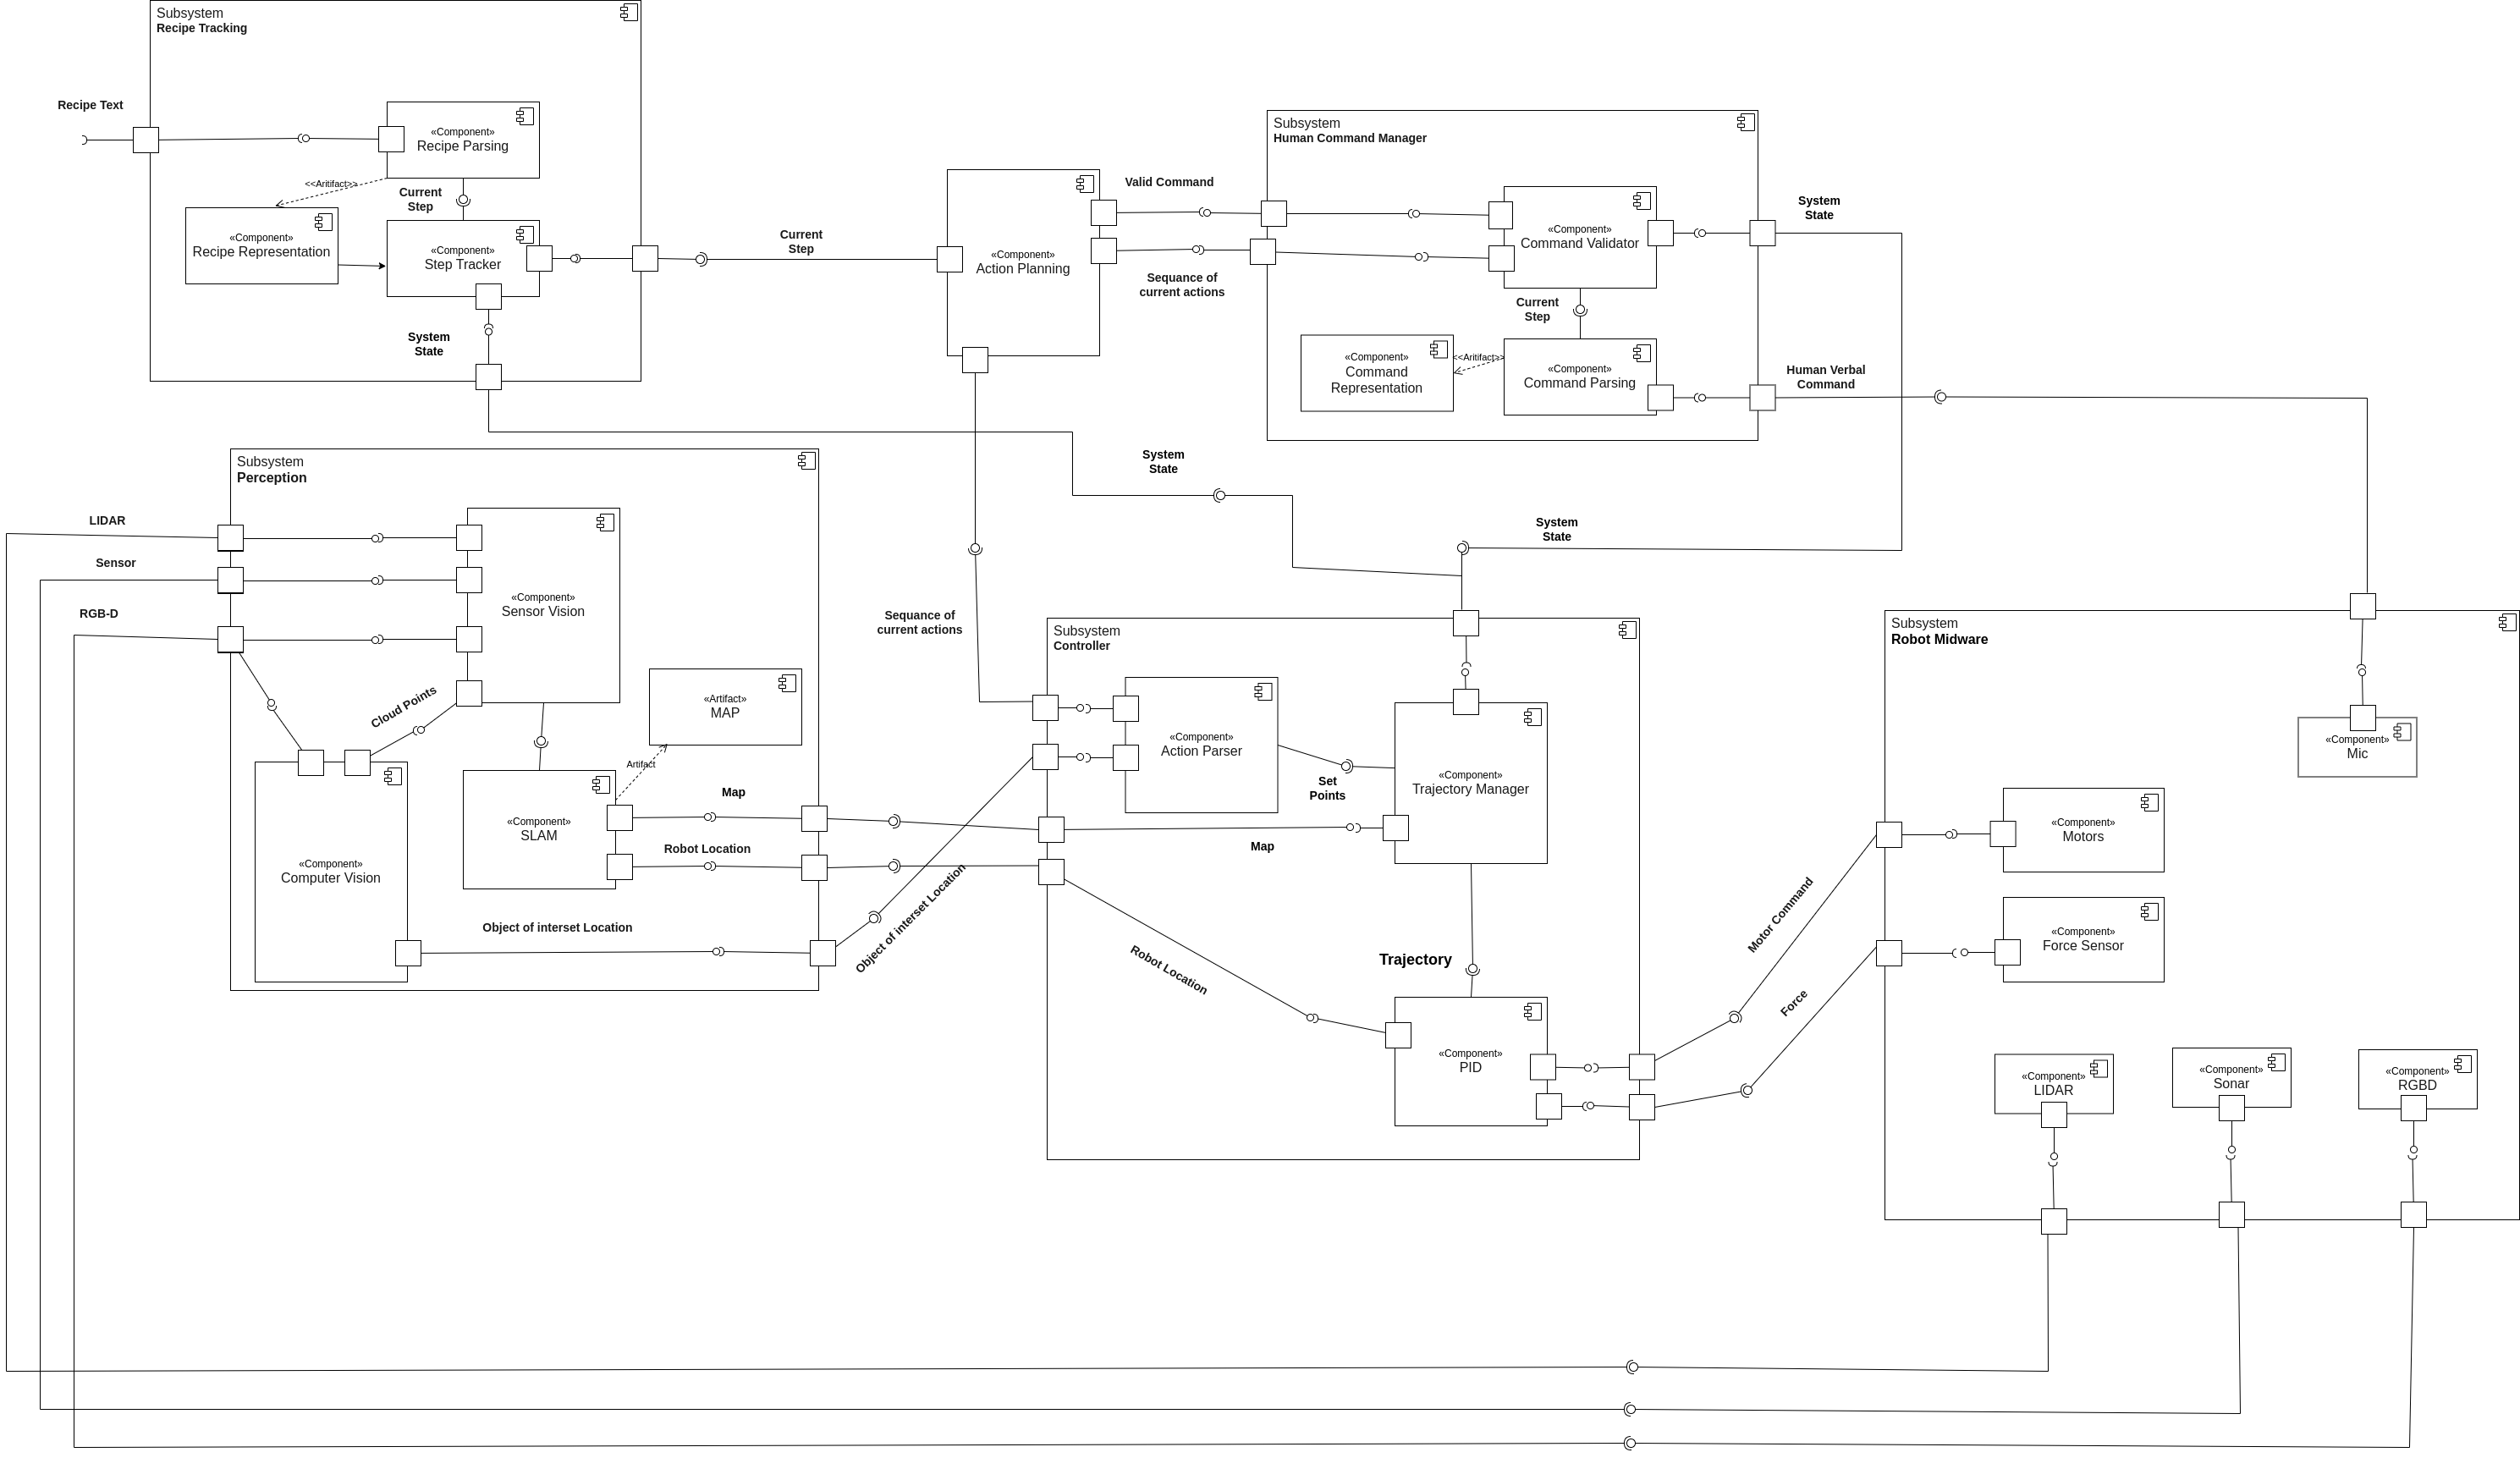 Subsystem
Recipe Tracking
Recipe Text
«Component»
Recipe Parsing
<<Aritifact>>
Current
Step
«Component»
Recipe Representation
«Component»
Step Tracker
System
State
Current
Step
«Component»
Action Planning
Valid Command
Sequance of
current actions
Subsystem
Human Command Manager
«Component»
Command Validator
System
State
Current
Step
«Component»
Command
Representation
<<Aritifact>>
«Component»
Command Parsing
Human Verbal
Command
System
State
System
State
Subsystem
Perception
LIDAR
Sensor
RGB-D
«Component»
Sensor Vision
Cloud Points
«Artifact»
MAP
Artifact
«Component»
SLAM
Map
Robot Location
«Component»
Computer Vision
Object of interset Location
Object of interset Location
Sequance of
current actions
Subsystem
Controller
«Component»
Action Parser
Set
Points
«Component»
Trajectory Manager
Map
Robot Location
Trajectory
«Component»
PID
Motor Command
Force
Subsystem
Robot Midware
«Component»
Mic
«Component»
Motors
«Component»
Force Sensor
«Component»
LIDAR
«Component»
Sonar
«Component»
RGBD